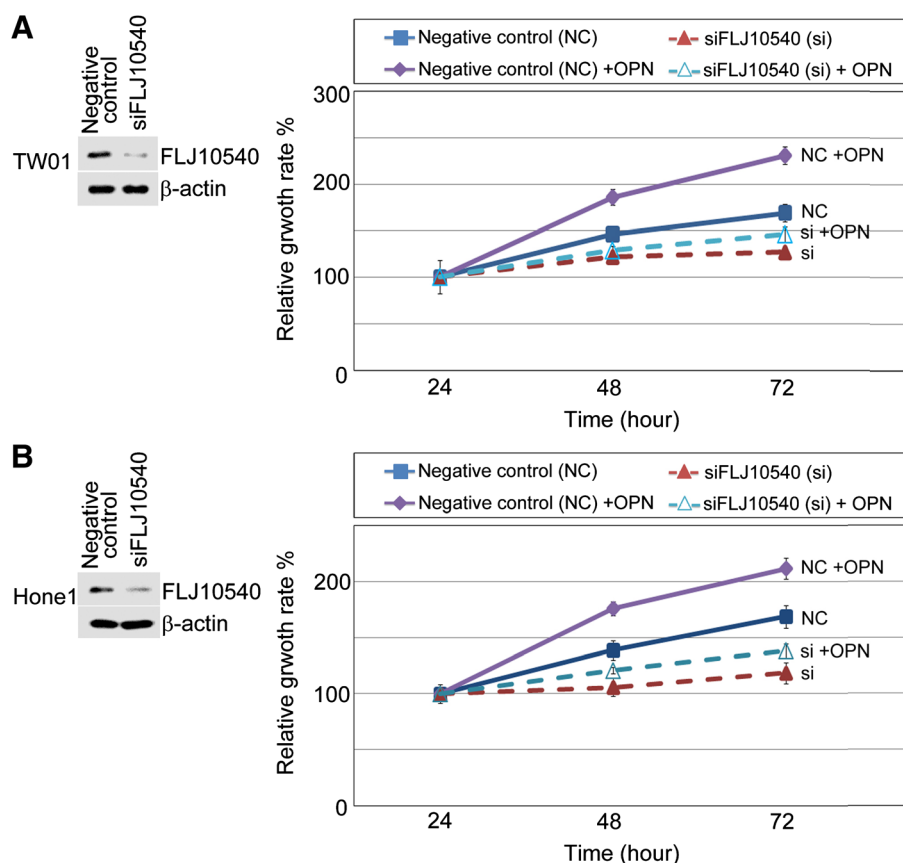 A
Negative control
siFLJ10540
TW01
FLJ10540
β-actin
Negative control (NC)
siFLJ10540 (si)
Negative control (NC) +OPN
siFLJ10540 (si) + OPN
Relative grwoth rate %
300
200
100
0
NC +OPN
NC
si +OPN
si
24
48
72
Time (hour)
B
Negative control
siFLJ10540
Hone1
FLJ10540
β-actin
Negative control (NC)
siFLJ10540 (si)
Negative control (NC) +OPN
siFLJ10540 (si) + OPN
Relative grwoth rate %
200
100
0
NC +OPN
NC
si +OPN
si
24
48
72
Time (hour)